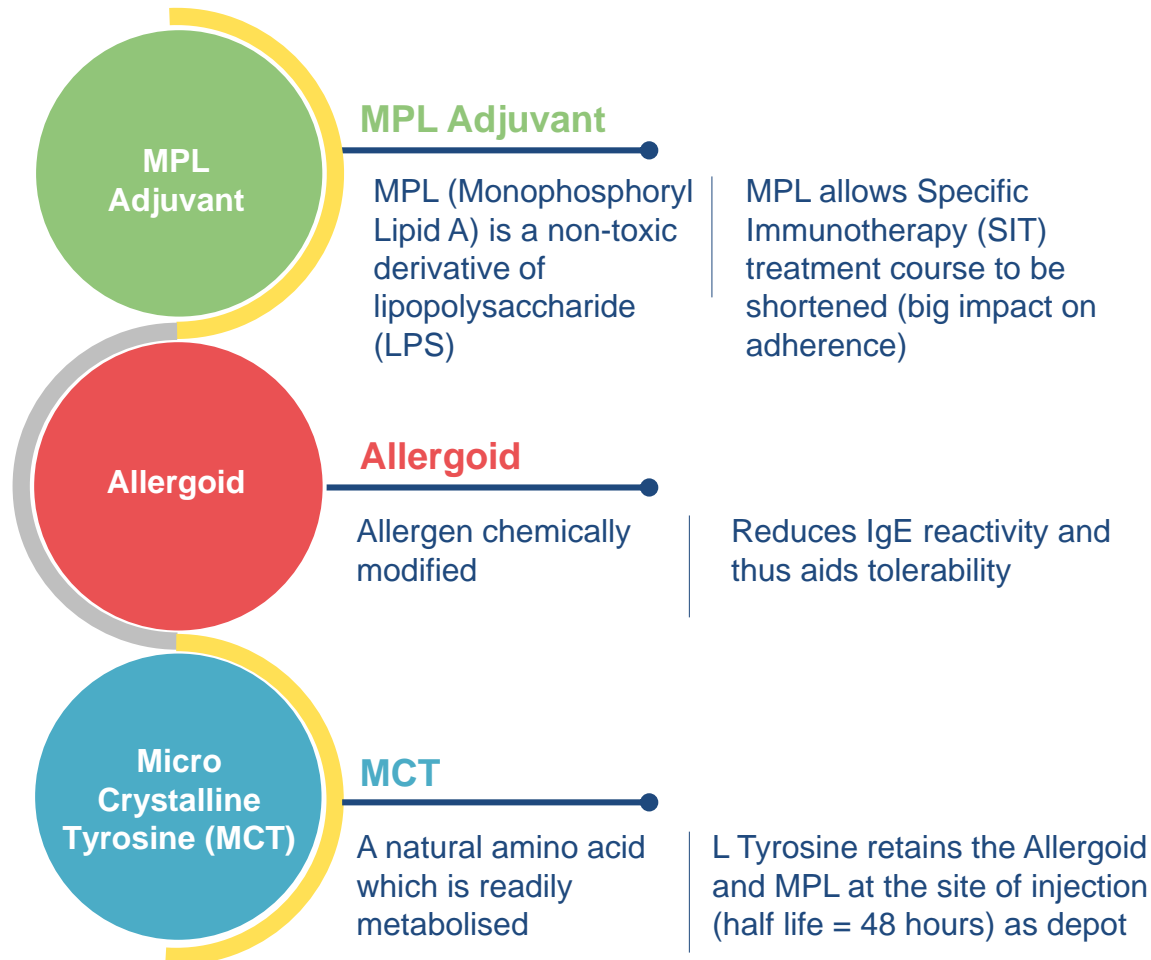 MPL
Adjuvant
MPL Adjuvant
MPL (Monophosphoryl
Lipid A) is a non-toxic
derivative of
lipopolysaccharide
(LPS)
MPL allows Specific
Immunotherapy (SIT)
treatment course to be
shortened (big impact on
adherence)
Allergoid
Allergoid
Allergen chemically
modified
Reduces IgE reactivity and
thus aids tolerability
Micro
Crystalline
Tyrosine (MCT)
MCT
A natural amino acid
which is readily
metabolised
L Tyrosine retains the Allergoid
and MPL at the site of injection
(half life = 48 hours) as depot